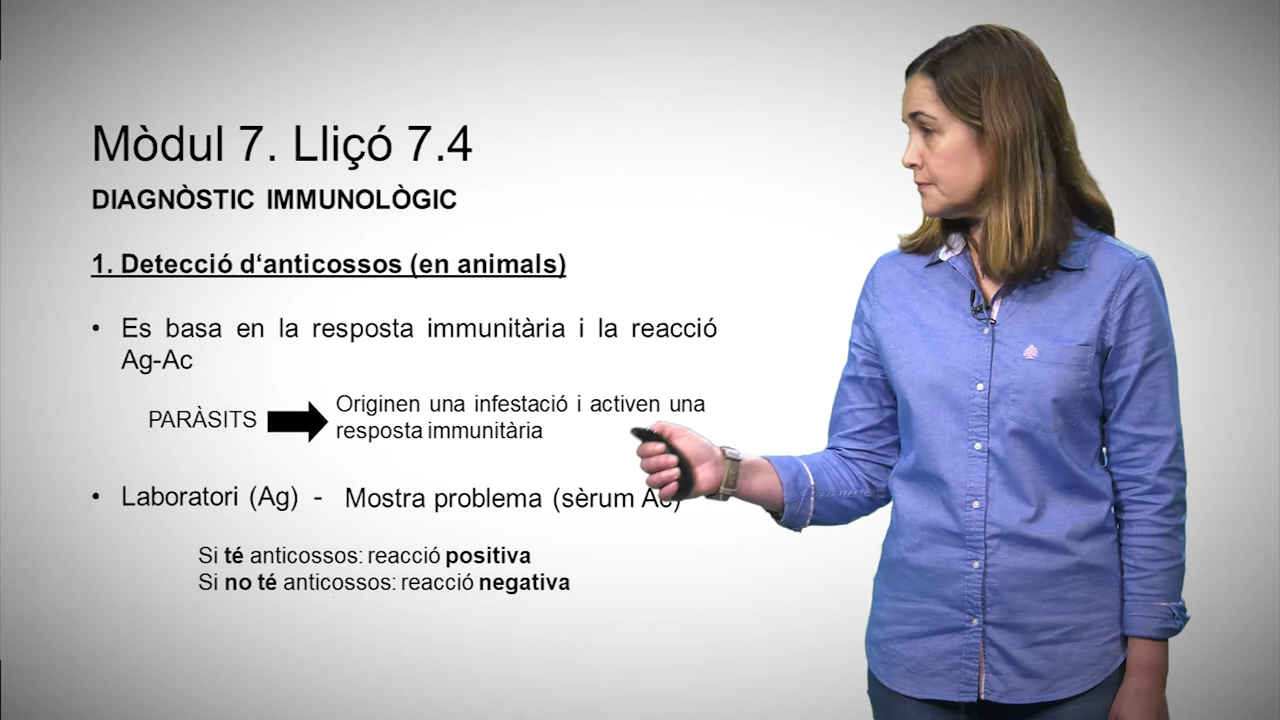 Mòdul 7. Lliçó 7.4
DIAGNÒSTIC IMMUNOLÒGIC
1. Detecció d‘anticossos (en animals)
• Es basa en la resposta immunitària i la reacció
Ag-Ac
PARÀSITS
Originen una infestació i activen una
resposta immunitària
• Laboratori (Ag) - Mostra problema (sèrum Ac)
Si té anticossos: reacció positiva
Si no té anticossos: reacció negativa